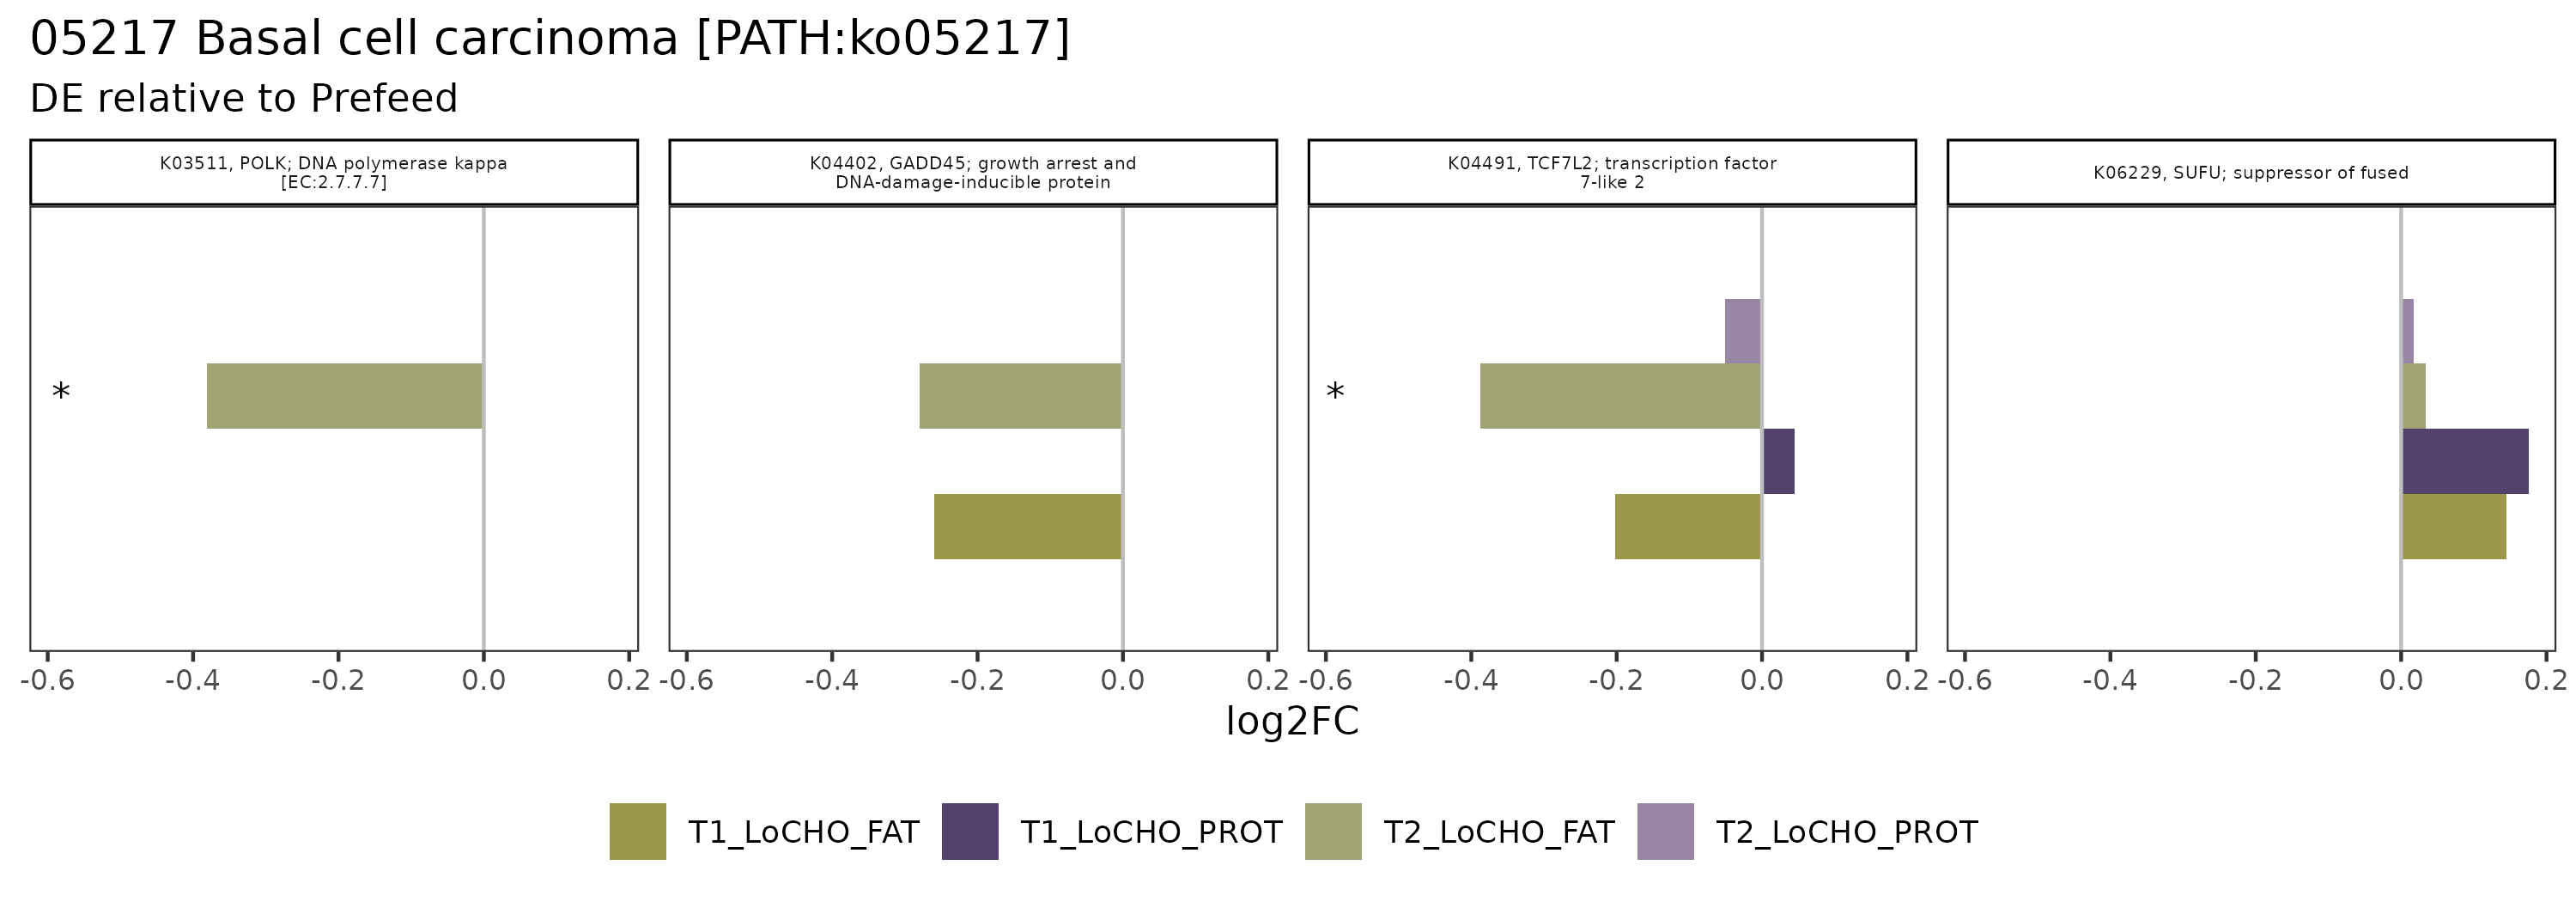 05217 Basal cell carcinoma [PATH:ko05217]
DE relative to Prefeed
K03511, POLK; DNA polymerase kappa
[EC:2.7.7.7]
K04402, GADD45; growth arrest and
DNA-damage-inducible protein
K04491, TCF7L2; transcription factor
7-like 2
K06229, SUFU; suppressor of fused
*
*
-0.6 -0.4 -0.2 0.0 0.2 -0.6 -0.4 -0.2 0.0 0.2 -0.6 -0.4 -0.2 0.0 0.2 -0.6 -0.4 -0.2 0.0 0.2
log2FC
T1_LoCHO_FAT T1_LoCHO_PROT T2_LoCHO_FAT T2_LoCHO_PROT